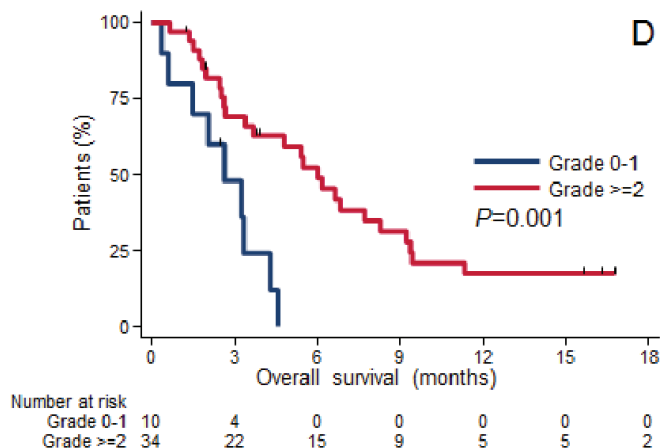 D
100
75
50
25
0
Patients (%)
Grade 0-1
Grade >=2
P=0.001
0 3 6 9 12 15 18
Overall survival (months)
Number at risk
Grade 0-1 10 4 0 0 0 0 0
Grade >=2 34 22 15 9 5 5 2